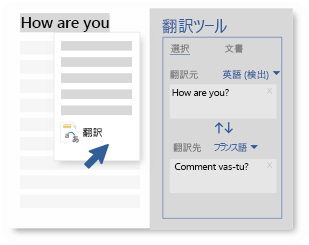 How are you
翻訳
翻訳ツール
選択 文書
翻訳元 英語 (検出)
How are you? X
翻訳先 フランス語
Comment vas-tu? X